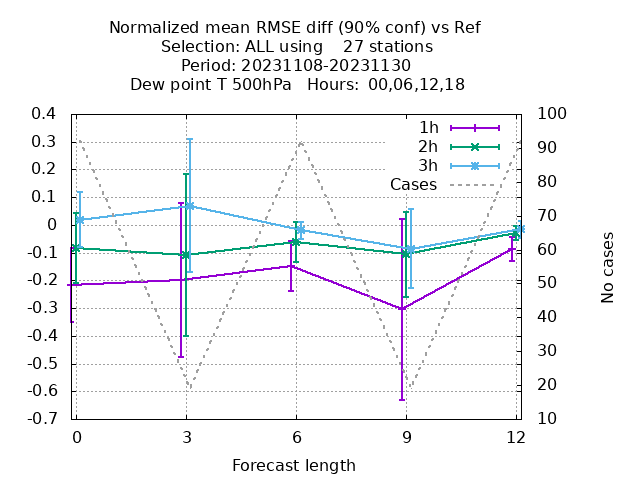 Normalized mean RMSE diff (90% conf) vs Ref
Selection: ALL using    27 stations
Period: 20231108-20231130
Dew point T 500hPa   Hours:  00,06,12,18
0.4
0.3
0.2
0.1
0
-0.1
-0.2
-0.3
-0.4
-0.5
-0.6
-0.7
1h
2h
3h
Cases
100
90
80
70
60
50
40
30
20
10
No cases
0 3 6 9 12
Forecast length